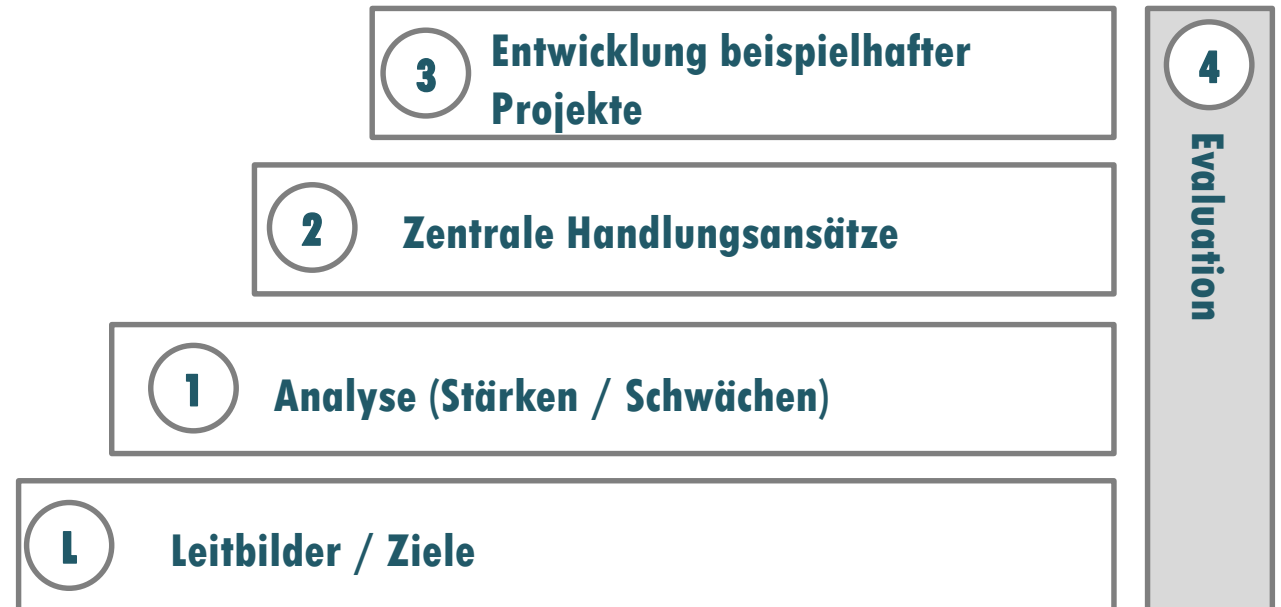 3 Entwicklung beispielhafter
Projekte
4
Evaluation
2 Zentrale Handlungsansätze
1 Analyse (Stärken / Schwächen)
L Leitbilder / Ziele